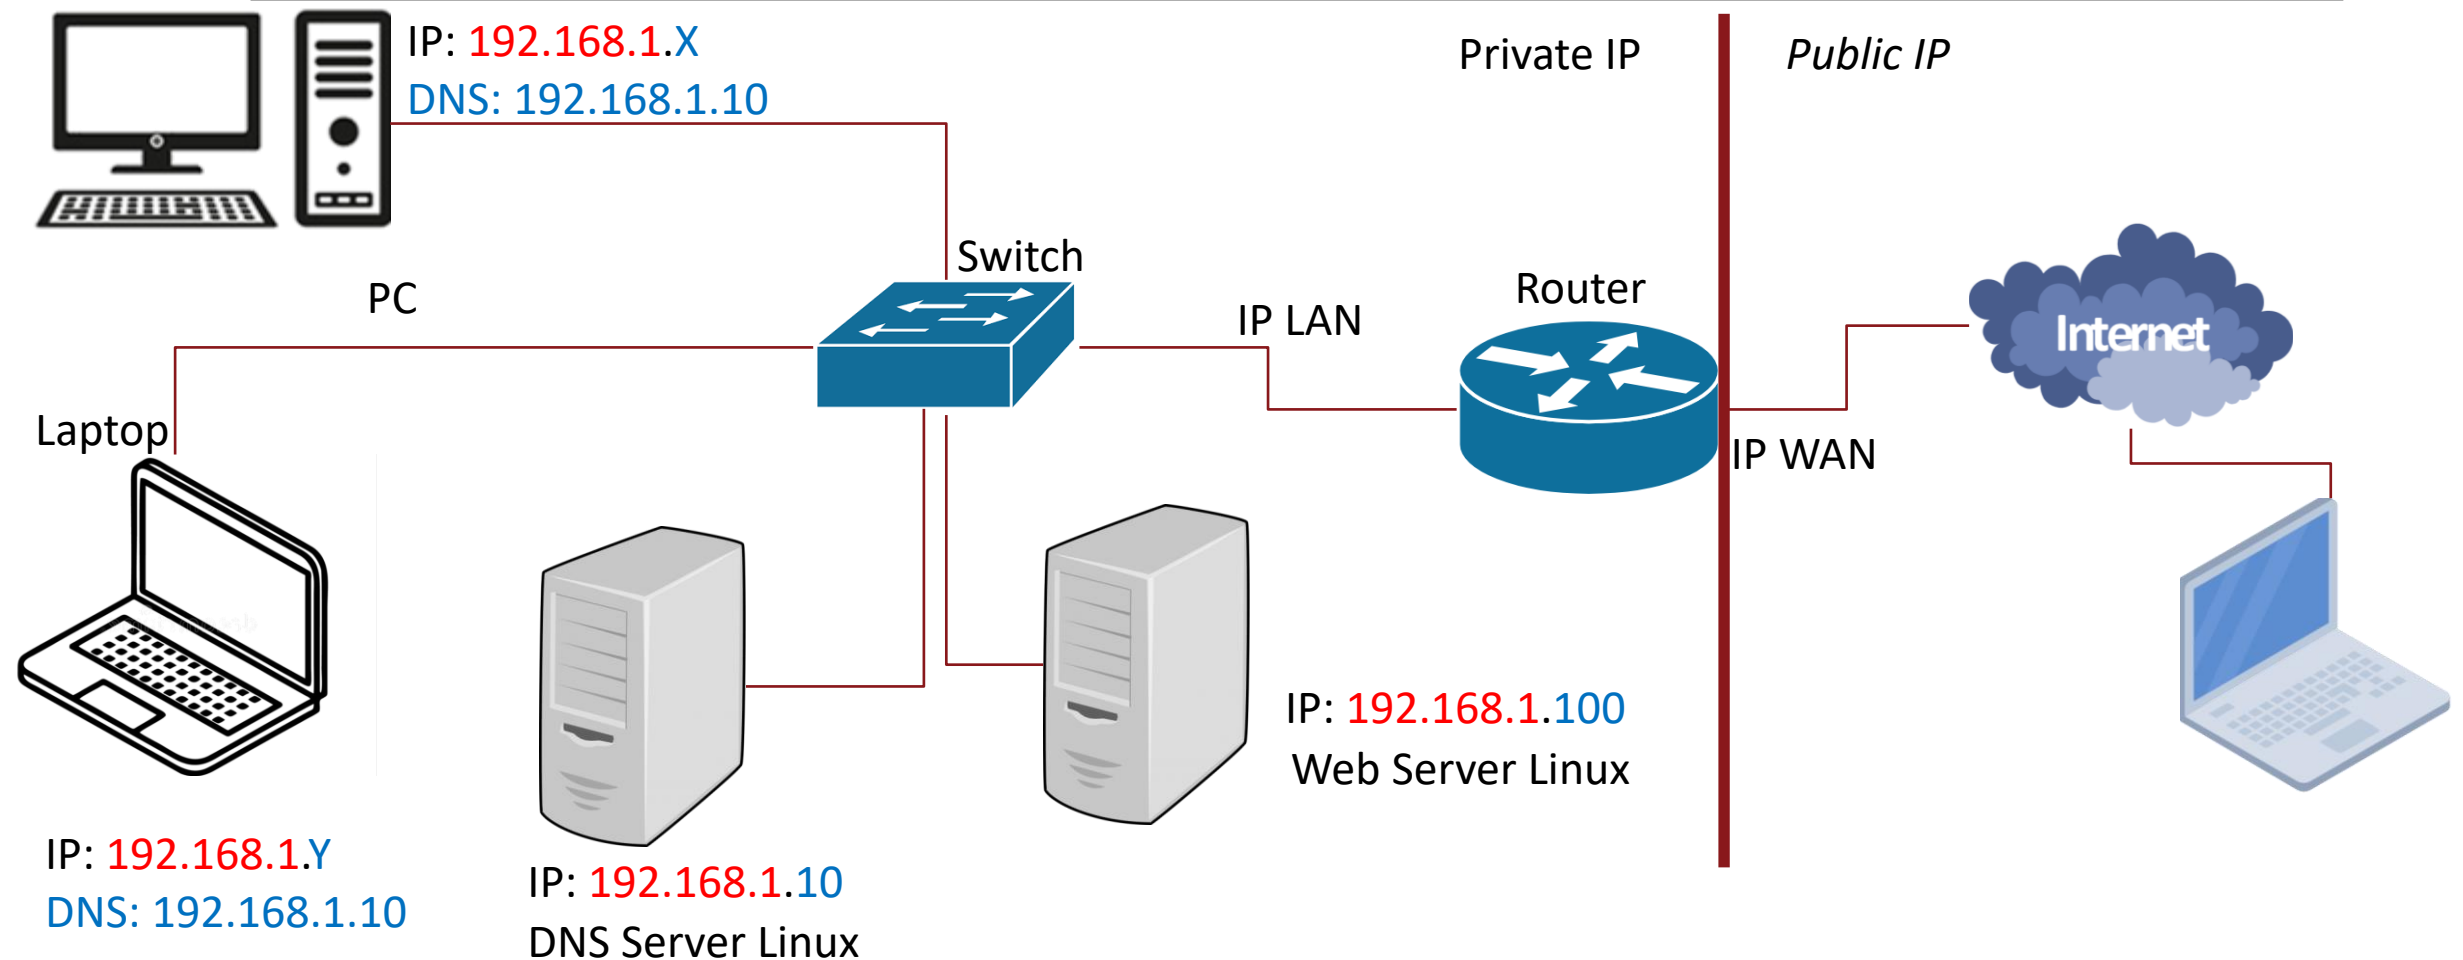 IP: 192.168.1.X
DNS: 192.168.1.10
Private IP
Public IP
Switch
PC
Router
IP LAN
Internet
Laptop
IP WAN
IP: 192.168.1.100
Web Server Linux
IP: 192.168.1.Y
DNS: 192.168.1.10
IP: 192.168.1.10
DNS Server Linux